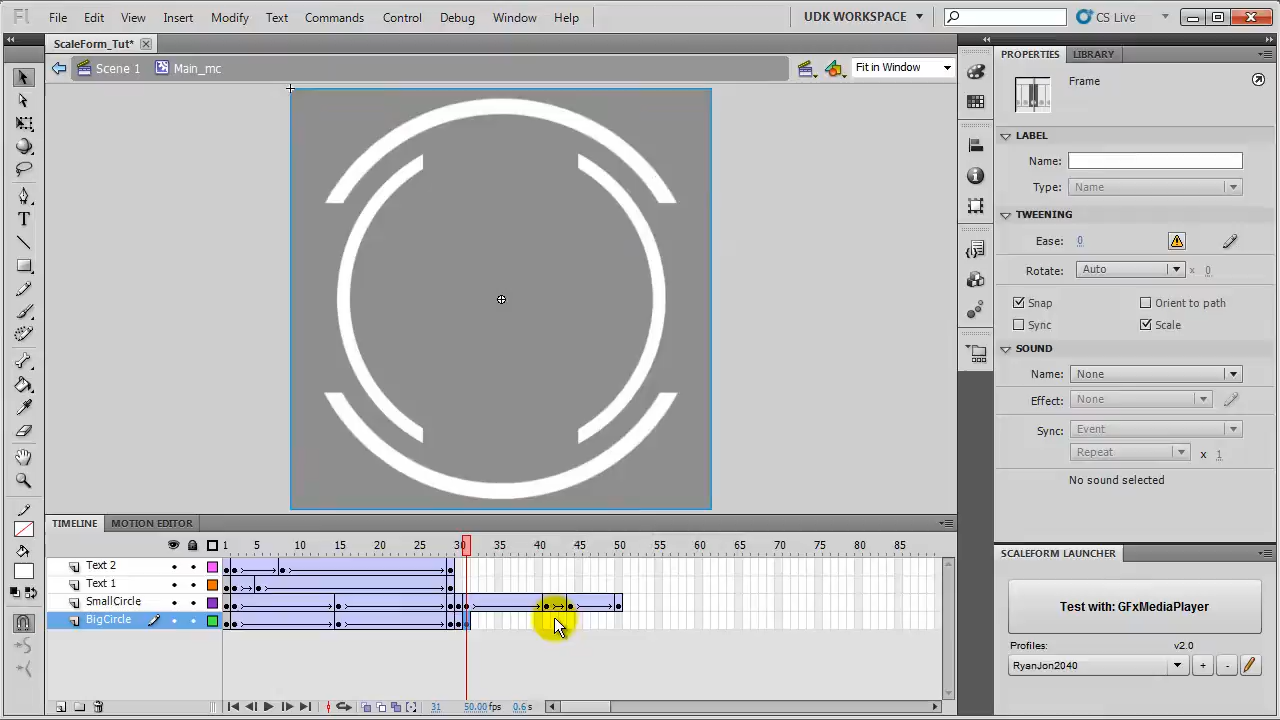 Fl File Edit View Insert Modify Text Commands Control Debug Window Help UDK WORKSPACE CS Live
ScaleForm_Tut*
Scene 1 Main_mc Fit in Window
PROPERTIES LIBRARY
Frame
LABEL
Name:
Type: Name
TWEENING
Ease: 0
Rotate: Auto x 0
Snap Orient to path
Sync Scale
SOUND
Name: None
Effect: None
Sync: Event
Repeat x 1
No sound selected
TIMELINE MOTION EDITOR
1 5 10 15 20 25 30 35 40 45 50 55 60 65 70 75 80 85
Text 2
Text 1
SmallCircle
BigCircle
31 50.00fps 0.6s
SCALEFORM LAUNCHER
Test with: GFxMediaPlayer
Profiles: v2.0
RyanJon2040 + -